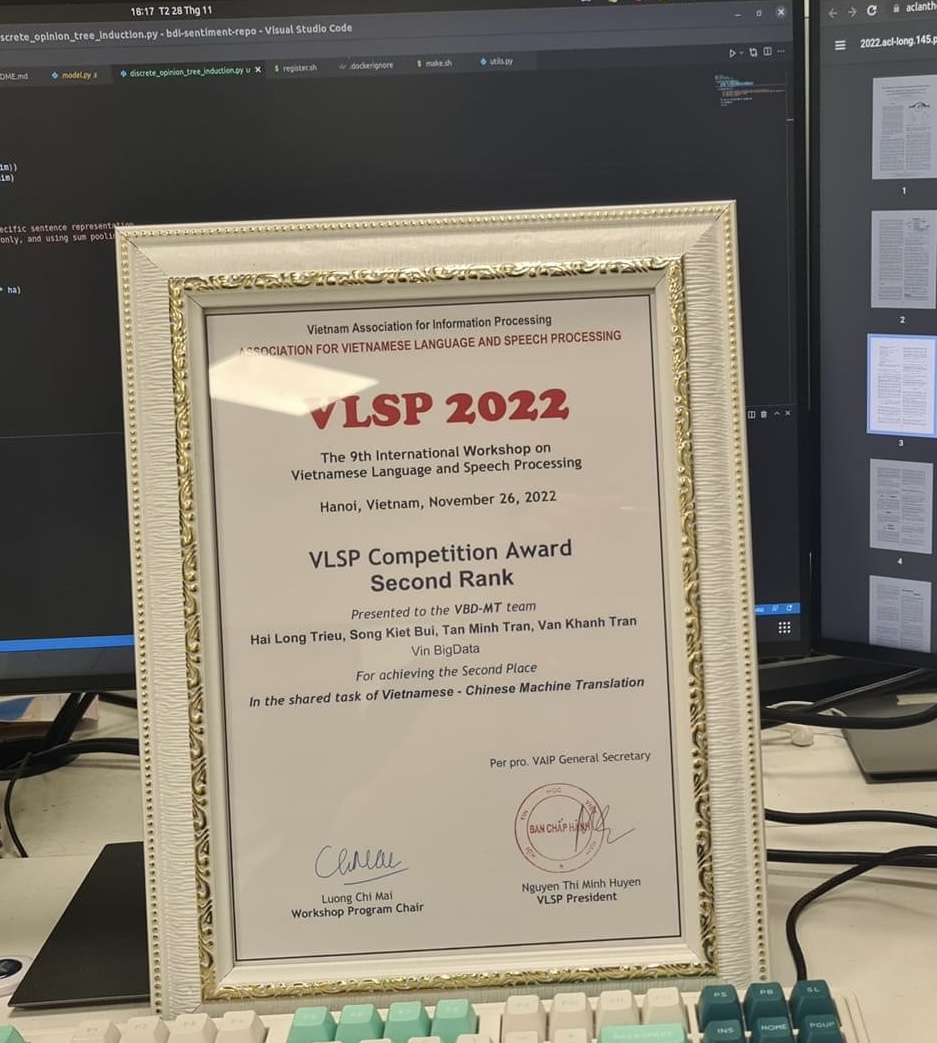 18:17 T2 28 Thg 11
screte_opinion_tree_induction.py - bdi-sentiment-repo - Visual Studio Code
DME.md model.py discrete_opinion_tree_induction.py U register.sh .dockerignore make.sh utils.py
ecific sentence representation
only, and using sum pooli
* ha)
aclanth
2022.acl-long.145.p
1
2
3
4
Vietnam Association for Information Processing
ASSOCIATION FOR VIETNAMESE LANGUAGE AND SPEECH PROCESSING
VLSP 2022
The 9th International Workshop on
Vietnamese Language and Speech Processing
Hanoi, Vietnam, November 26, 2022
VLSP Competition Award
Second Rank
Presented to the VBD-MT team
Hai Long Trieu, Song Kiet Bui, Tan Minh Tran, Van Khanh Tran
Vin BigData
For achieving the Second Place
In the shared task of Vietnamese - Chinese Machine Translation
Per pro. VAIP General Secretary
BAN CHẤP HÀNH
Luong Chi Mai
Workshop Program Chair
Nguyen Thi Minh Huyen
VLSP President
PS PB SL
INS HOME PGUP
BACKSPACE